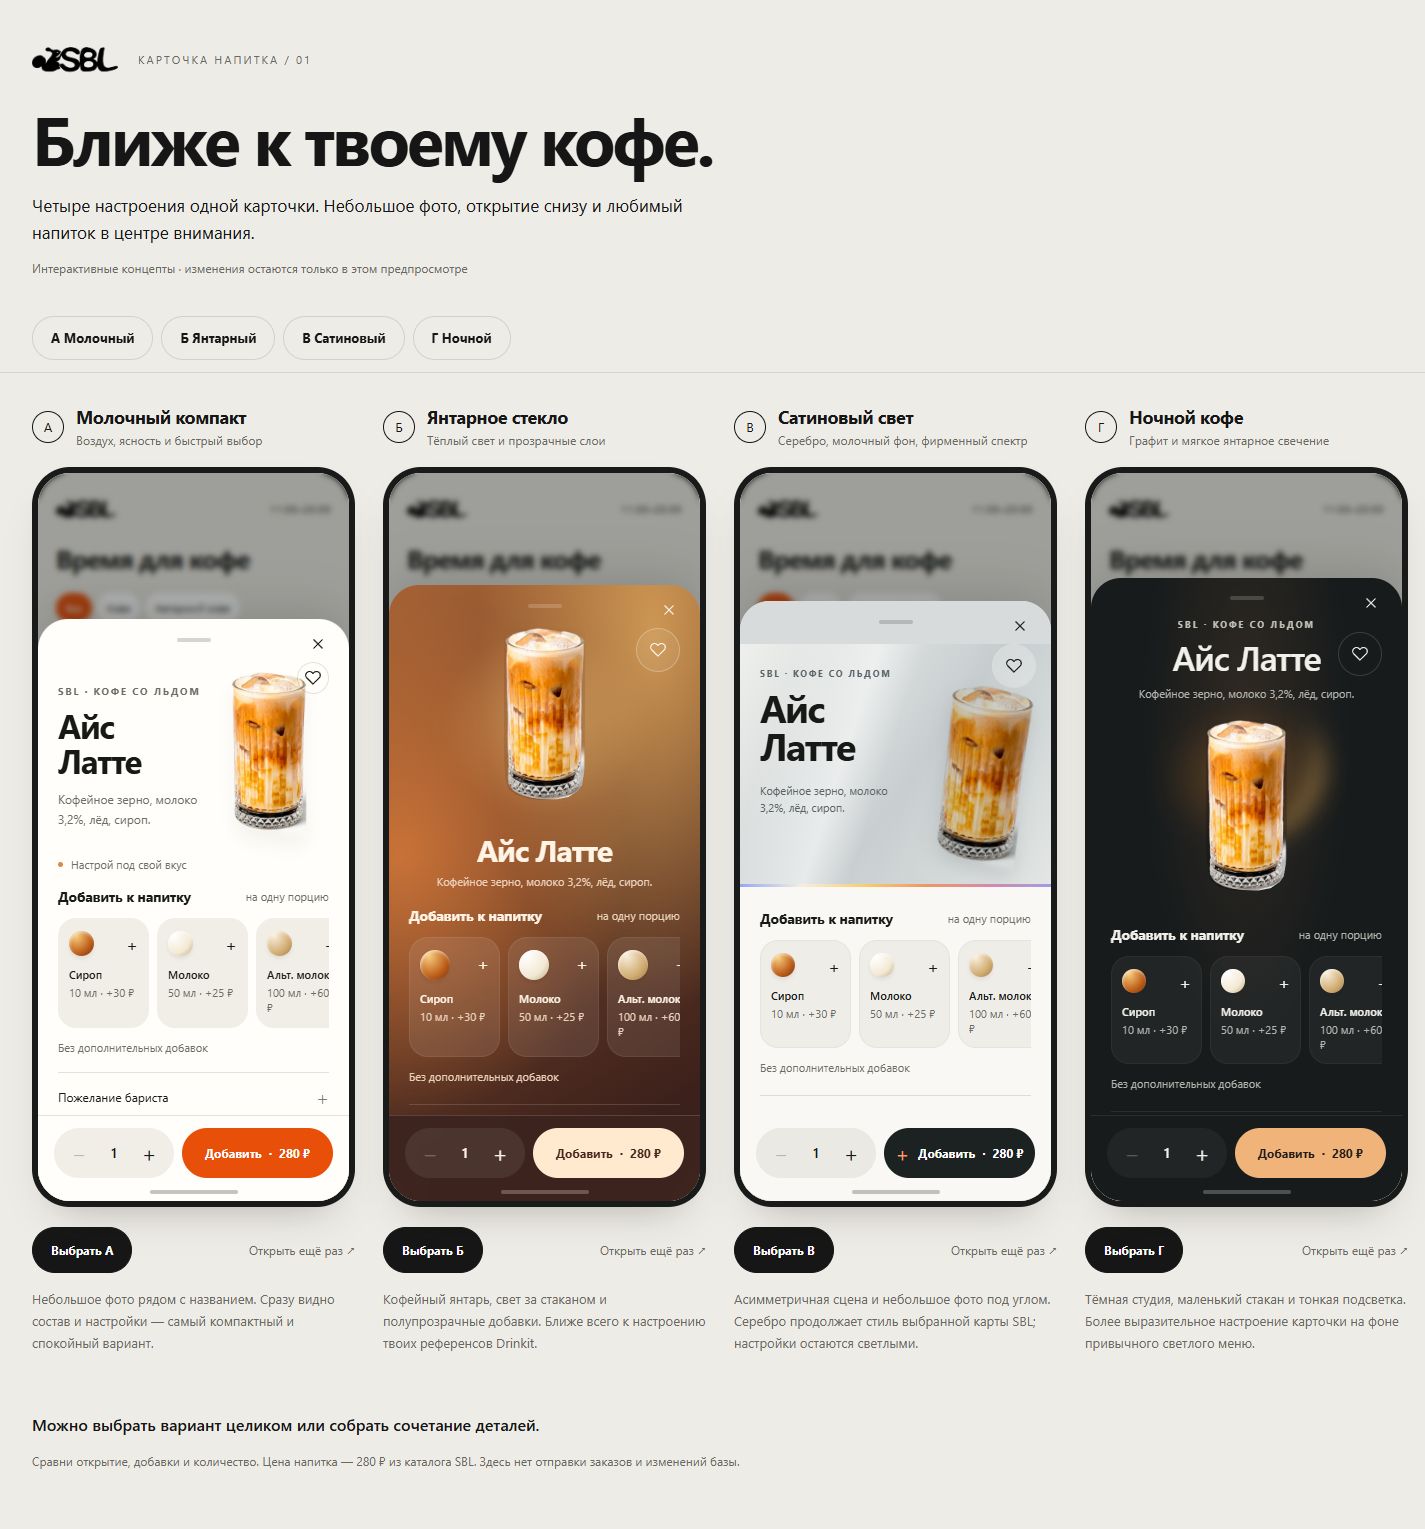 SBL
КАРТОЧКА НАПИТКА / 01
Ближе к твоему кофе.
Четыре настроения одной карточки. Небольшое фото, открытие снизу и любимый
напиток в центре внимания.
Интерактивные концепты · изменения остаются только в этом предпросмотре
А Молочный
Б Янтарный
В Сатиновый
Г Ночной
А
Молочный компакт
Воздух, ясность и быстрый выбор
SBL
Время для кофе
SBL · КОФЕ СО ЛЬДОМ
Айс
Латте
Кофейное зерно, молоко
3,2%, лёд, сироп.
Настрой под свой вкус
Добавить к напитку
на одну порцию
Сироп
10 мл · +30 ₽
Молоко
50 мл · +25 ₽
Альт. молок
100 мл · +60
₽
Без дополнительных добавок
Пожелание бариста
1
Добавить · 280 ₽
Выбрать А
Открыть ещё раз ↗
Небольшое фото рядом с названием. Сразу видно
состав и настройки — самый компактный и
спокойный вариант.
Б
Янтарное стекло
Тёплый свет и прозрачные слои
SBL
Время для кофе
Айс Латте
Кофейное зерно, молоко 3,2%, лёд, сироп.
Добавить к напитку
на одну порцию
Сироп
10 мл · +30 ₽
Молоко
50 мл · +25 ₽
Альт. молок
100 мл · +60
₽
Без дополнительных добавок
1
Добавить · 280 ₽
Выбрать Б
Открыть ещё раз ↗
Кофейный янтарь, свет за стаканом и
полупрозрачные добавки. Ближе всего к настроению
твоих референсов Drinkit.
В
Сатиновый свет
Серебро, молочный фон, фирменный спектр
SBL
Время для кофе
SBL · КОФЕ СО ЛЬДОМ
Айс
Латте
Кофейное зерно, молоко
3,2%, лёд, сироп.
Добавить к напитку
на одну порцию
Сироп
10 мл · +30 ₽
Молоко
50 мл · +25 ₽
Альт. молок
100 мл · +60
₽
Без дополнительных добавок
1
+ Добавить · 280 ₽
Выбрать В
Открыть ещё раз ↗
Асимметричная сцена и небольшое фото под углом.
Серебро продолжает стиль выбранной карты SBL;
настройки остаются светлыми.
Г
Ночной кофе
Графит и мягкое янтарное свечение
SBL
Время для кофе
SBL · КОФЕ СО ЛЬДОМ
Айс Латте
Кофейное зерно, молоко 3,2%, лёд, сироп.
Добавить к напитку
на одну порцию
Сироп
10 мл · +30 ₽
Молоко
50 мл · +25 ₽
Альт. молок
100 мл · +60
₽
Без дополнительных добавок
1
Добавить · 280 ₽
Выбрать Г
Открыть ещё раз ↗
Тёмная студия, маленький стакан и тонкая подсветка.
Более выразительное настроение карточки на фоне
привычного светлого меню.
Можно выбрать вариант целиком или собрать сочетание деталей.
Сравни открытие, добавки и количество. Цена напитка — 280 ₽ из каталога SBL. Здесь нет отправки заказов и изменений базы.